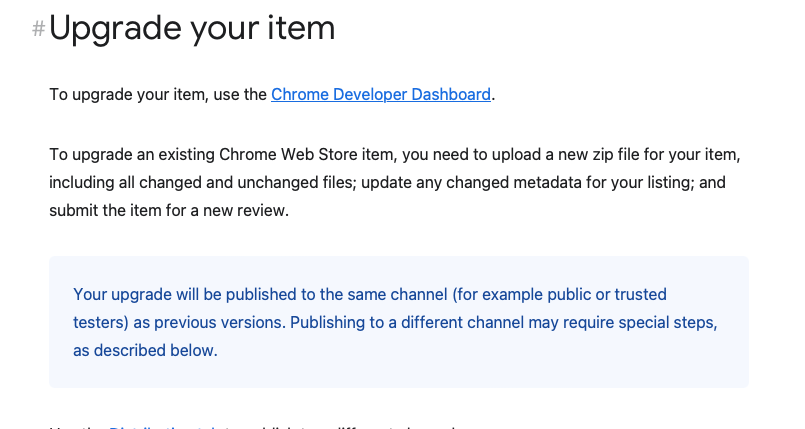 #Upgrade your item
To upgrade your item, use the Chrome Developer Dashboard.
To upgrade an existing Chrome Web Store item, you need to upload a new zip file for your item,
including all changed and unchanged files; update any changed metadata for your listing; and
submit the item for a new review.
Your upgrade will be published to the same channel (for example public or trusted
testers) as previous versions. Publishing to a different channel may require special steps,
as described below.